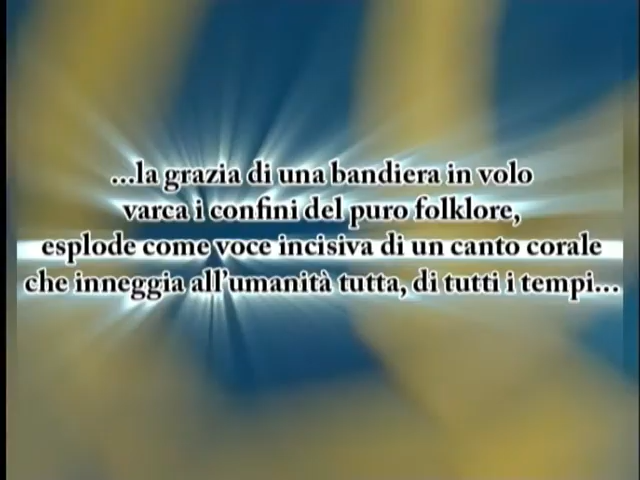 ...la grazia di una bandiera in volo
varca i confini del puro folklore,
esplode come voce incisiva di un canto corale
che inneggia all'umanità tutta, di tutti i tempi...